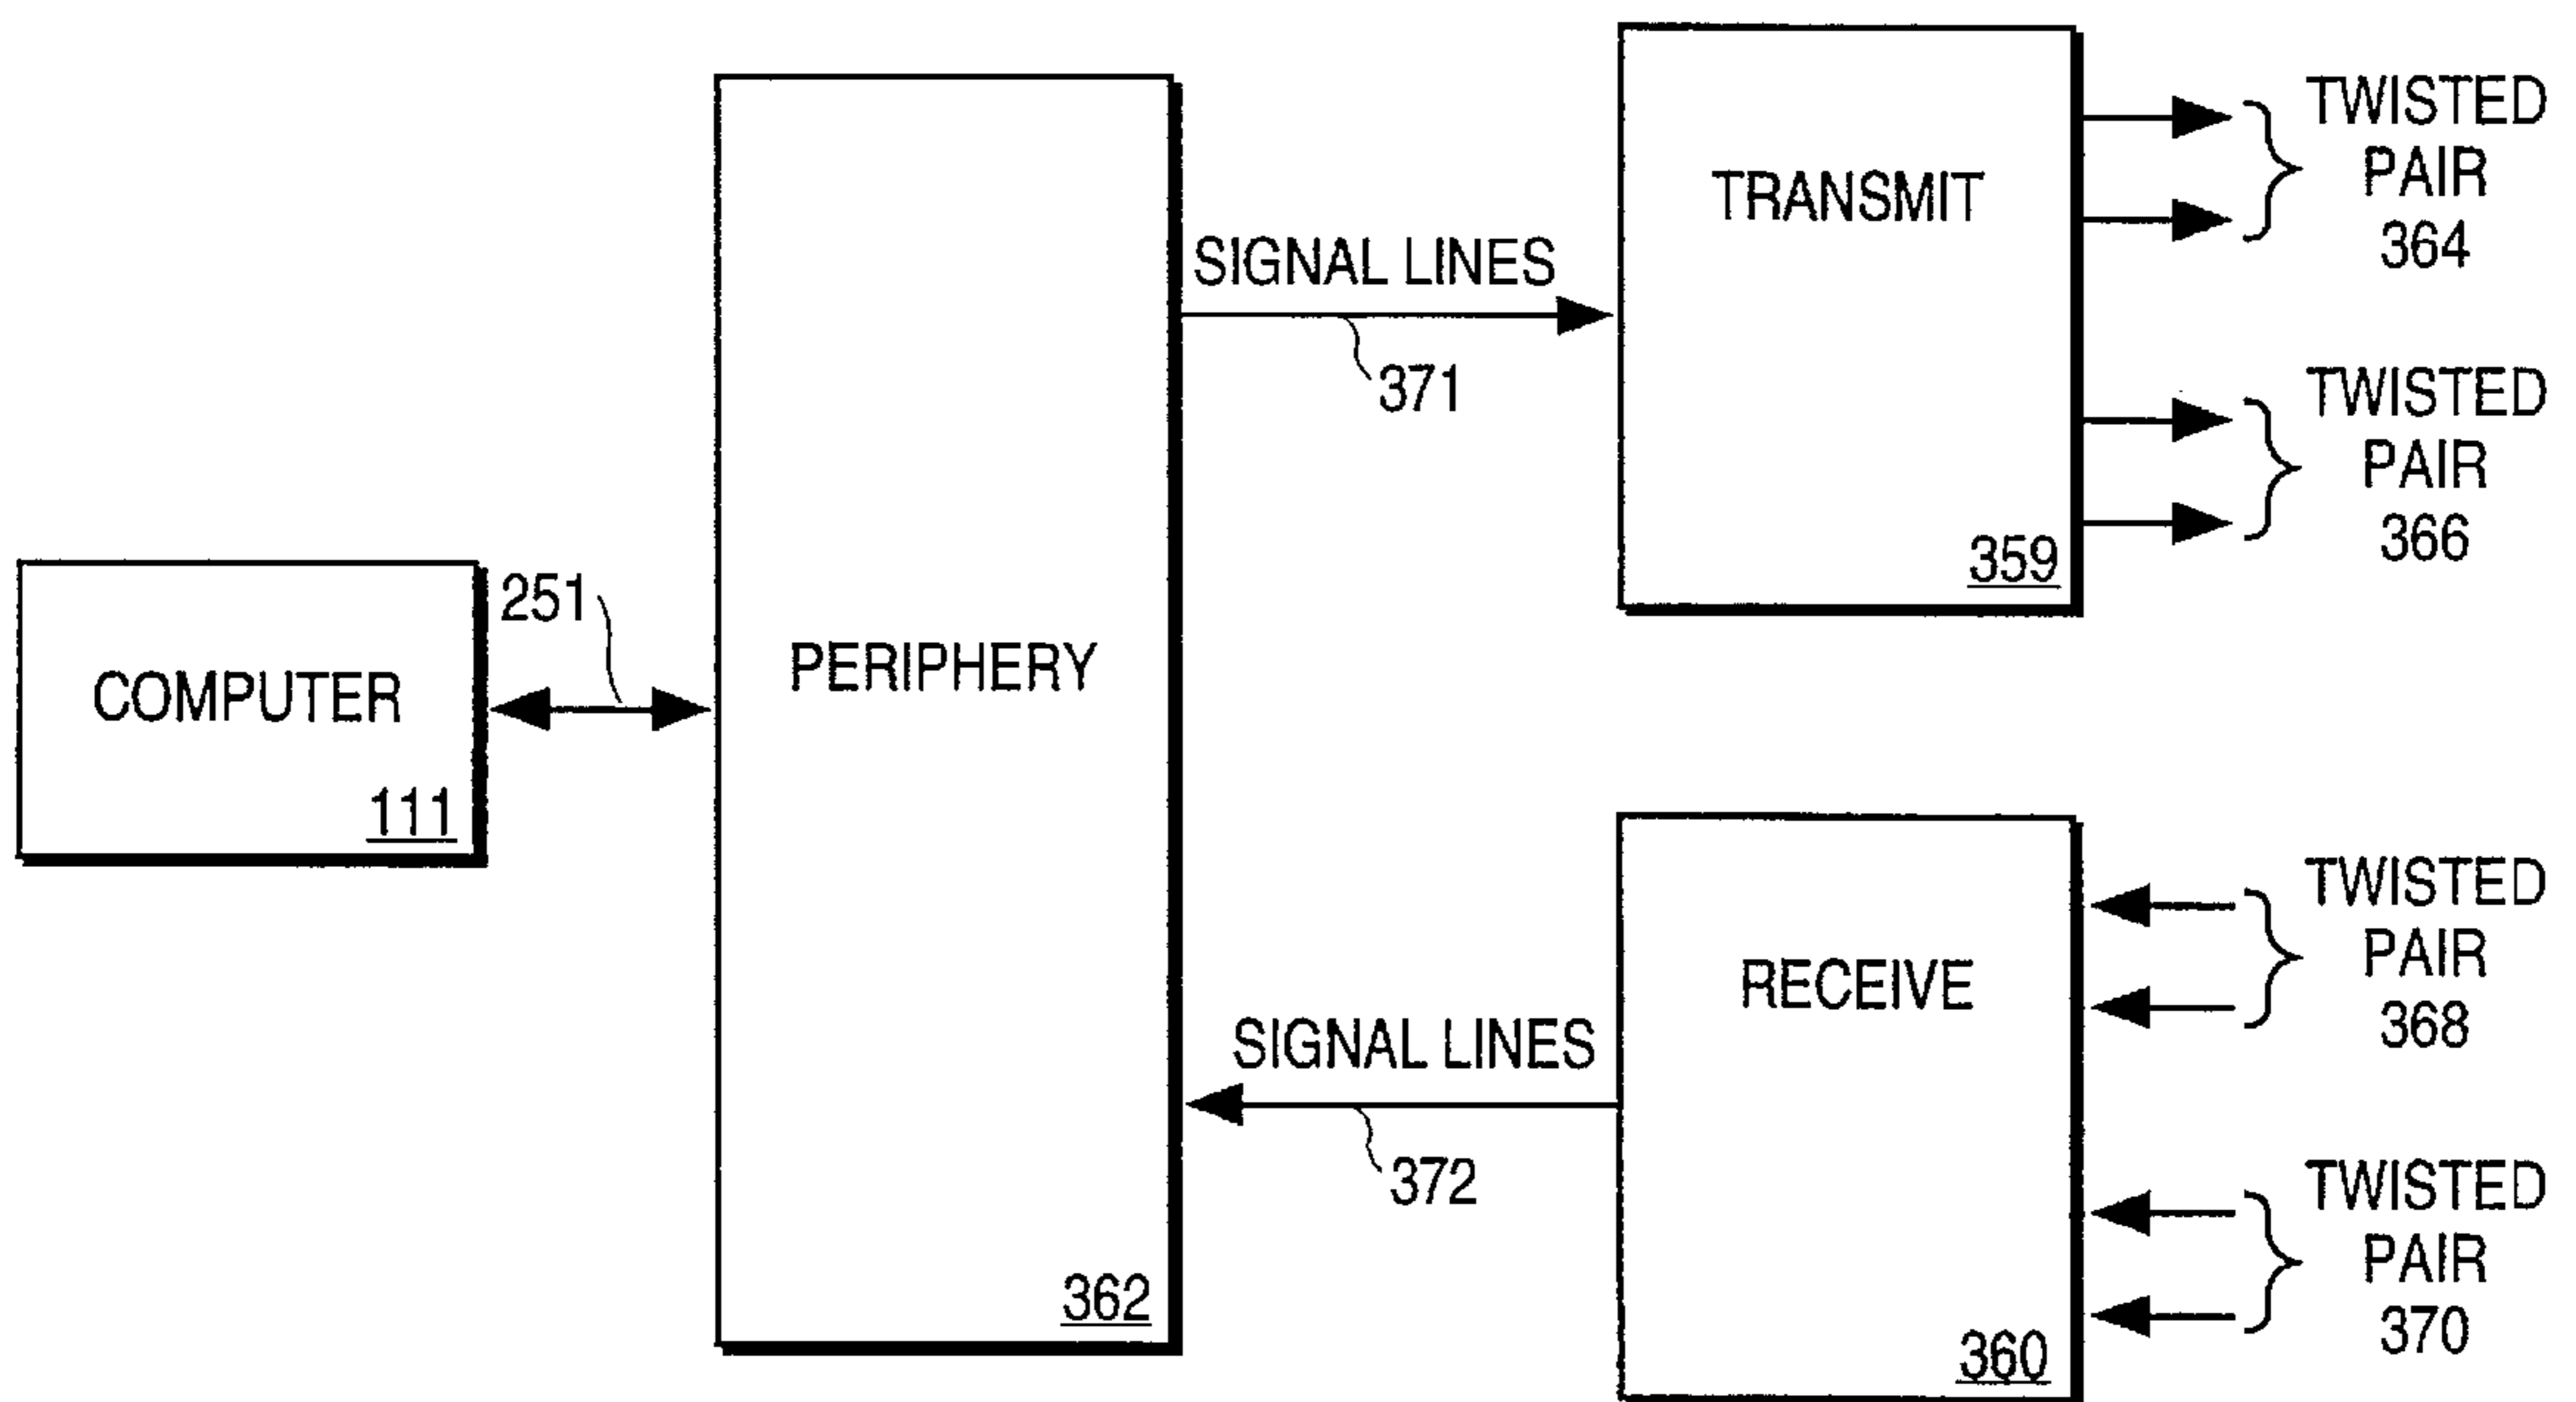 COMPUTER
111
251
PERIPHERY
362
SIGNAL LINES
371
TRANSMIT
359
TWISTED
PAIR
364
TWISTED
PAIR
366
SIGNAL LINES
372
RECEIVE
360
TWISTED
PAIR
368
TWISTED
PAIR
370